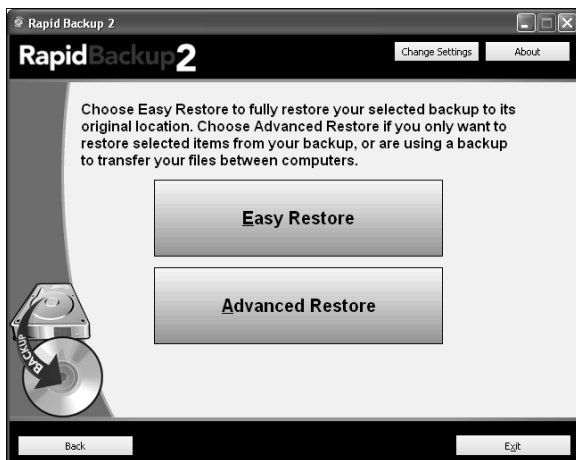 Rapid Backup 2
RapidBackup2
Change Settings
About
Choose Easy Restore to fully restore your selected backup to its
original location. Choose Advanced Restore if you only want to
restore selected items from your backup, or are using a backup
to transfer your files between computers.
Easy Restore
Advanced Restore
BACKUP
Back
Exit